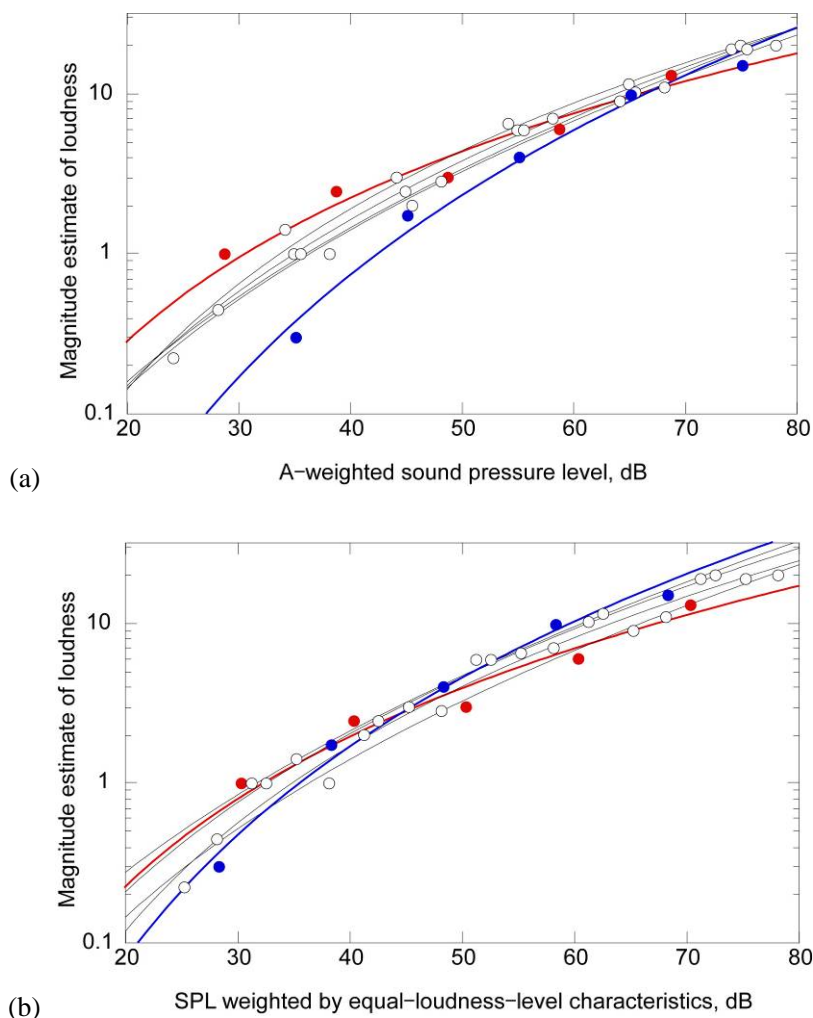 Magnitude estimate of loudness
10
1
0.1
20 30 40 50 60 70 80
(a)
A−weighted sound pressure level, dB
Magnitude estimate of loudness
10
1
0.1
20 30 40 50 60 70 80
(b)
SPL weighted by equal−loudness−level characteristics, dB